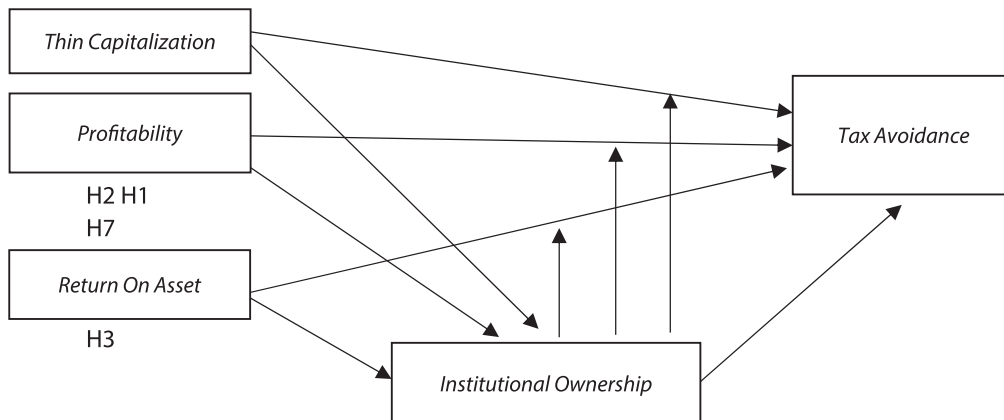 Thin Capitalization
Profitability
Tax Avoidance
H2 H1
H7
Return On Asset
H3
Institutional Ownership